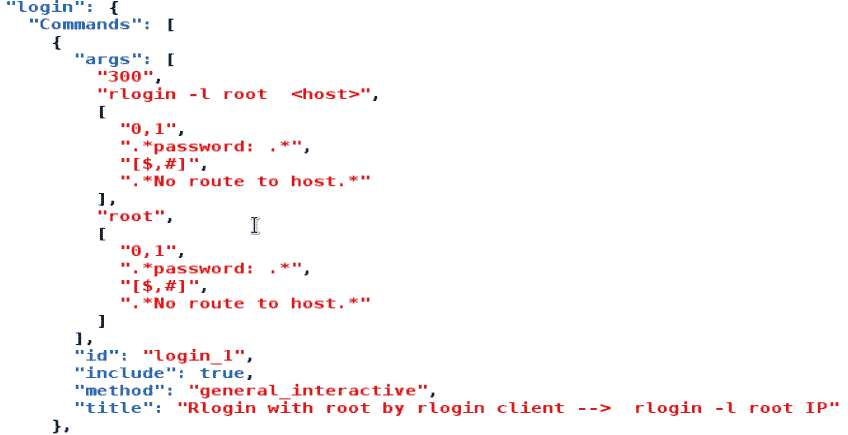 "login": {
"Commands": [
{
"args": [
"300",
"rlogin -l root  <host>",
[
"0,1",
".*password: .*",
"[$,#]",
".*No route to host.*"
],
"root",
[
"0,1",
".*password: .*",
"[$,#]",
".*No route to host.*"
]
],
"id": "login_1",
"include": true,
"method": "general_interactive",
"title": "Rlogin with root by rlogin client -->  rlogin -l root IP"
},